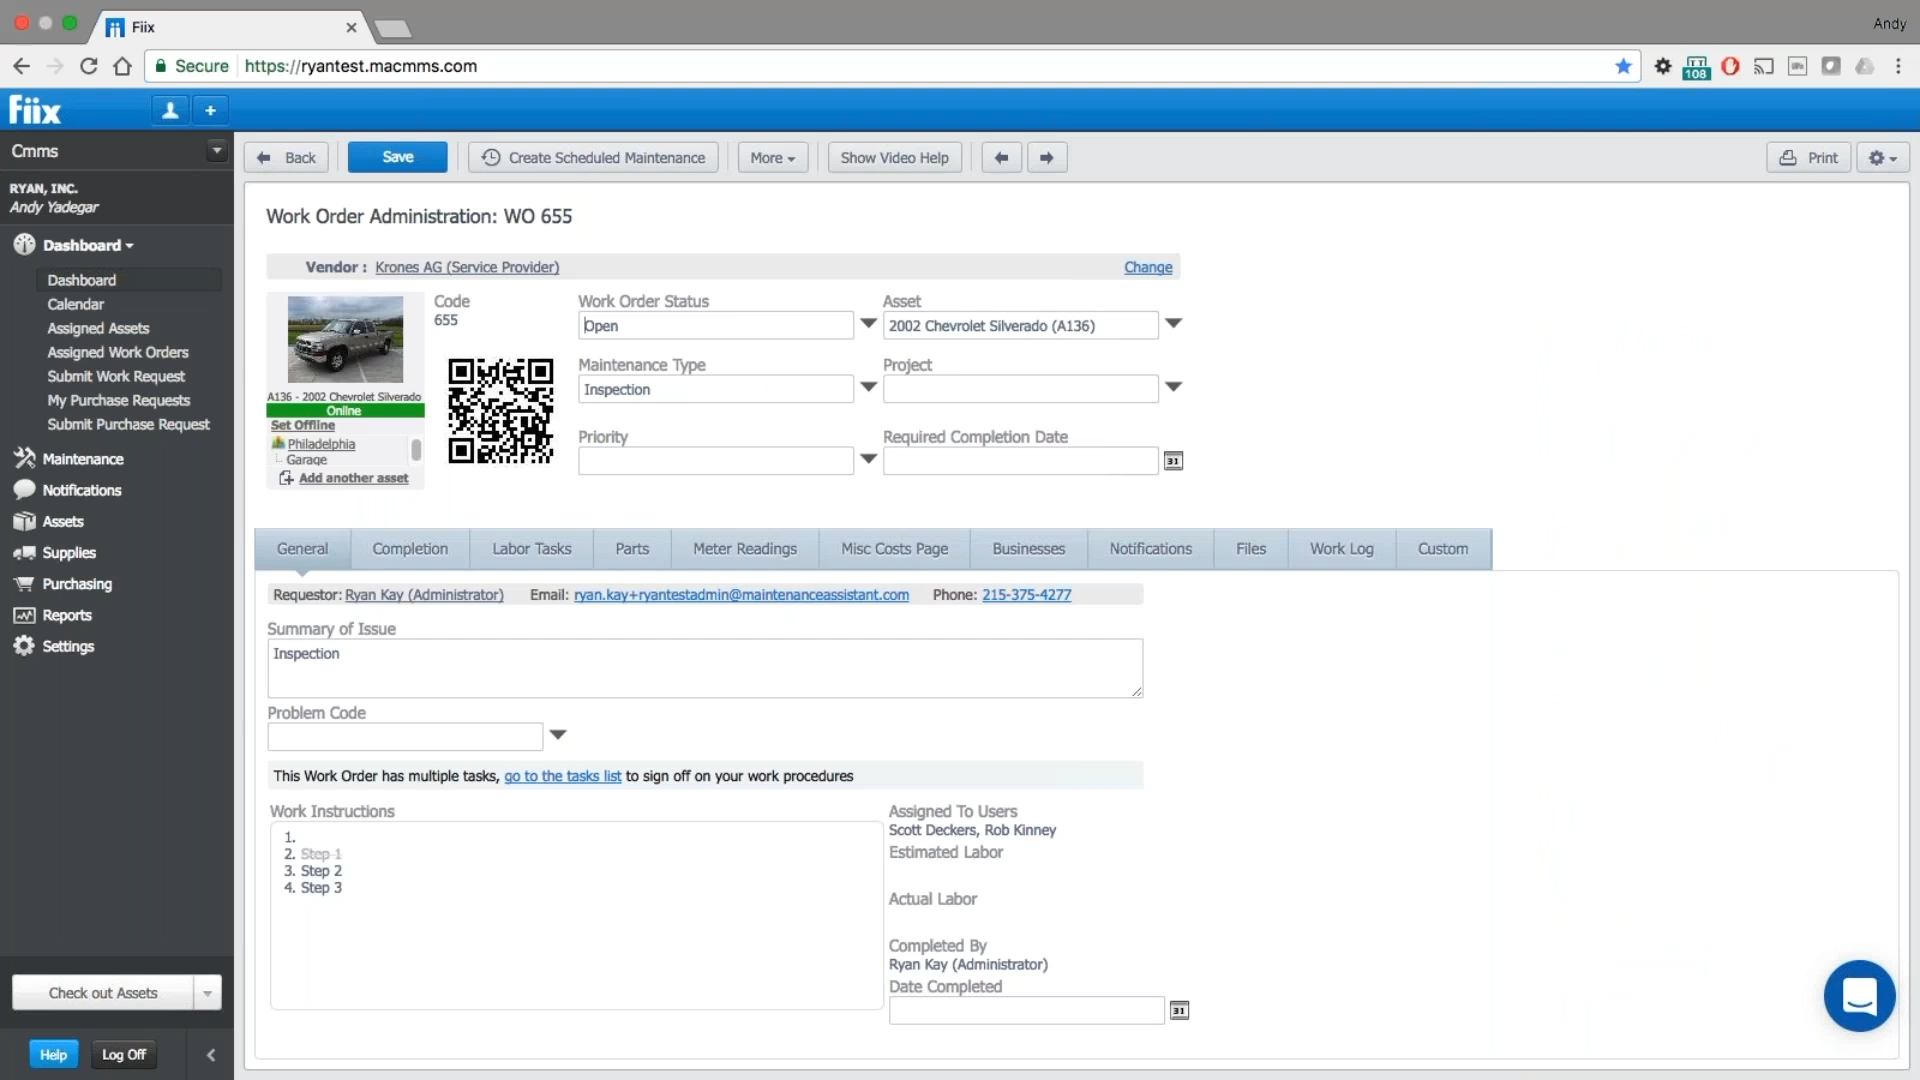 Fiix
Andy
Secure
https://ryantest.macmms.com
108
Fiix
+
Cmms
Back
Save
Create Scheduled Maintenance
More
Show Video Help
Print
RYAN, INC.
Andy Yadegar
Dashboard
Dashboard
Calendar
Assigned Assets
Assigned Work Orders
Submit Work Request
My Purchase Requests
Submit Purchase Request
Maintenance
Notifications
Assets
Supplies
Purchasing
Reports
Settings
Check out Assets
Help
Log Off
Work Order Administration: WO 655
Vendor : Krones AG (Service Provider)
Change
A136 - 2002 Chevrolet Silverado
Online
Set Offline
Philadelphia
Garage
Add another asset
Code
655
Work Order Status
Open
Asset
2002 Chevrolet Silverado (A136)
Maintenance Type
Inspection
Project
Priority
Required Completion Date
31
General
Completion
Labor Tasks
Parts
Meter Readings
Misc Costs Page
Businesses
Notifications
Files
Work Log
Custom
Requestor: Ryan Kay (Administrator) Email: ryan.kay+ryantestadmin@maintenanceassistant.com Phone: 215-375-4277
Summary of Issue
Inspection
Problem Code
This Work Order has multiple tasks, go to the tasks list to sign off on your work procedures
Work Instructions
1.
2. Step 1
3. Step 2
4. Step 3
Assigned To Users
Scott Deckers, Rob Kinney
Estimated Labor
Actual Labor
Completed By
Ryan Kay (Administrator)
Date Completed
31